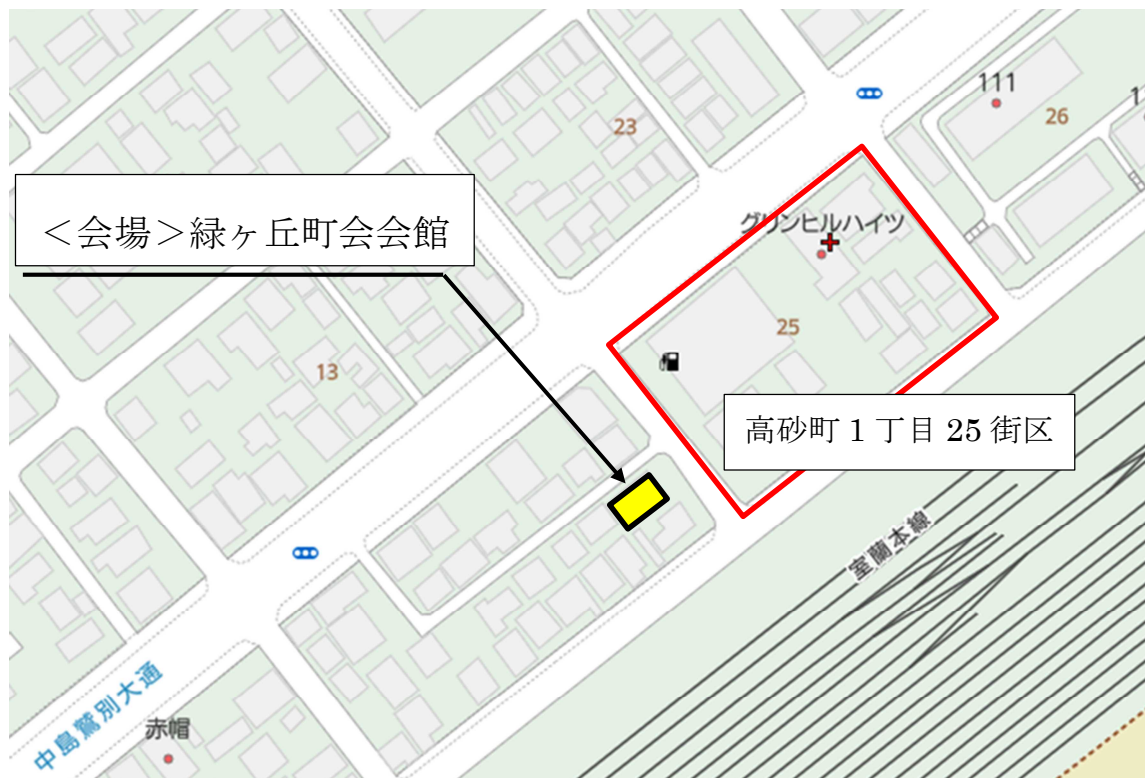 111
26
23
グリンヒルハイツ
＜会場＞緑ヶ丘町会会館
25
13
高砂町 1 丁目 25 街区
室蘭本線
中島鷲別大通
赤帽